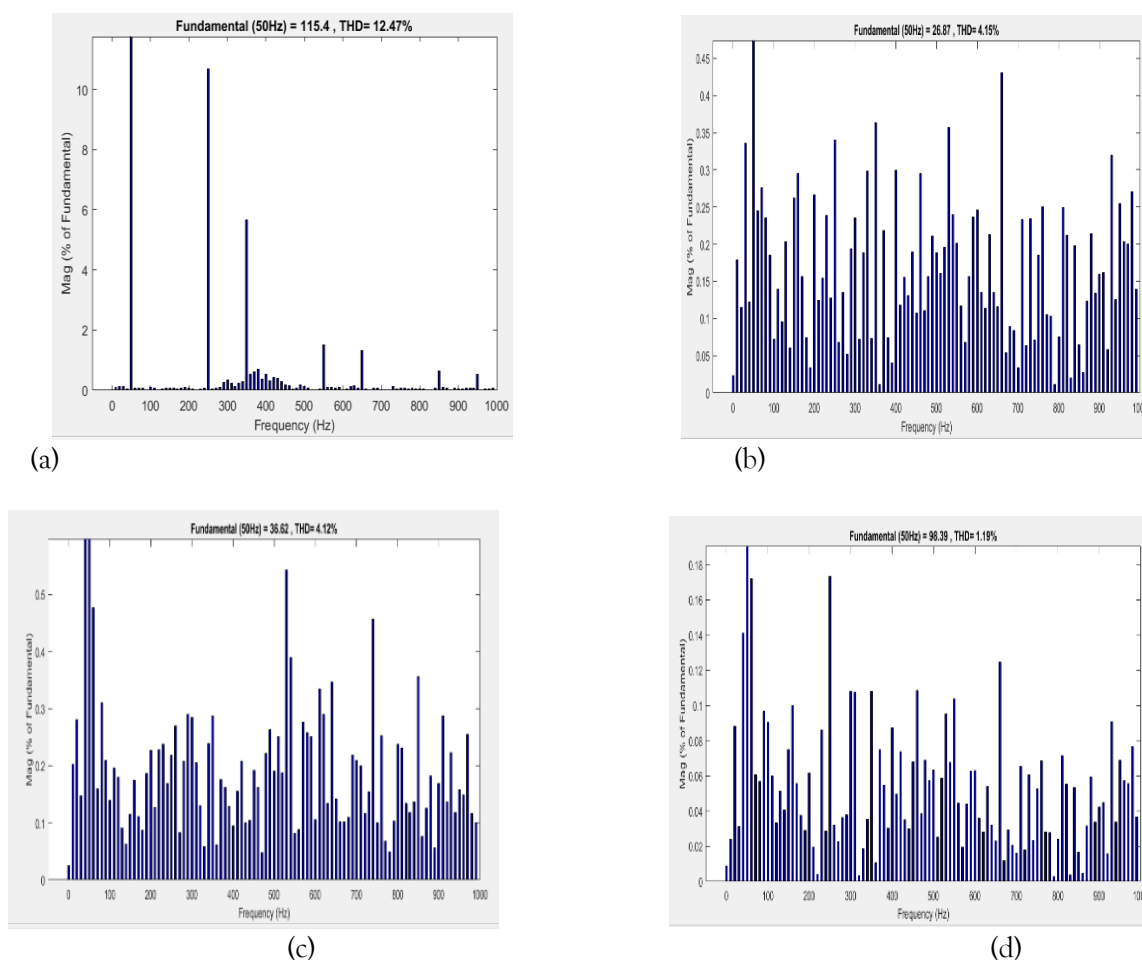 Fundamental (50Hz) = 115.4 , THD= 12.47%
Mag (% of Fundamental)
10
8
6
4
2
0
0 100 200 300 400 500 600 700 800 900 1000
Frequency (Hz)
(a)
Fundamental (50Hz) = 26.87 , THD= 4.15%
Mag (% of Fundamental)
0.45
0.4
0.35
0.3
0.25
0.2
0.15
0.1
0.05
0
0 100 200 300 400 500 600 700 800 900 100
Frequency (Hz)
(b)
Fundamental (50Hz) = 36.62 , THD= 4.12%
Mag (% of Fundamental)
0.5
0.4
0.3
0.2
0.1
0
0 100 200 300 400 500 600 700 800 900 1000
Frequency (Hz)
(c)
Fundamental (50Hz) = 98.39 , THD= 1.19%
Mag (% of Fundamental)
0.18
0.16
0.14
0.12
0.1
0.08
0.06
0.04
0.02
0
0 100 200 300 400 500 600 700 800 900 100
Frequency (Hz)
(d)